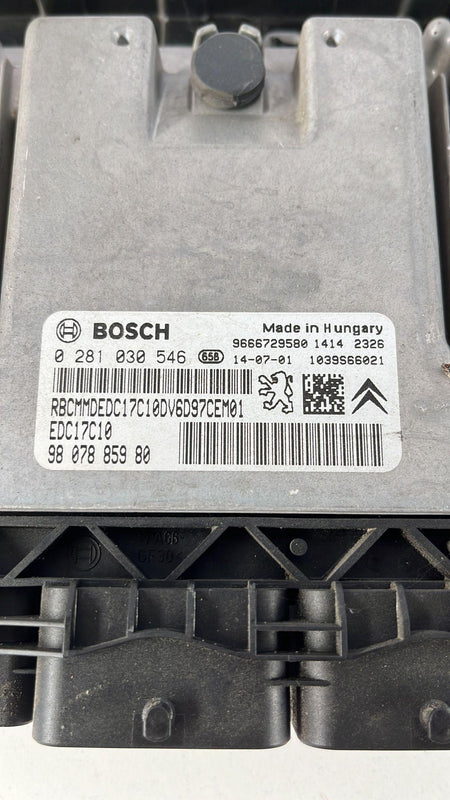 BOSCH
Made in Hungary
9666729580 1414 2326
0 281 030 546 658 14-07-01 1039S66021
RBCMMDEDC17C10DV6D97CEM01
EDC17C10
98 078 859 80